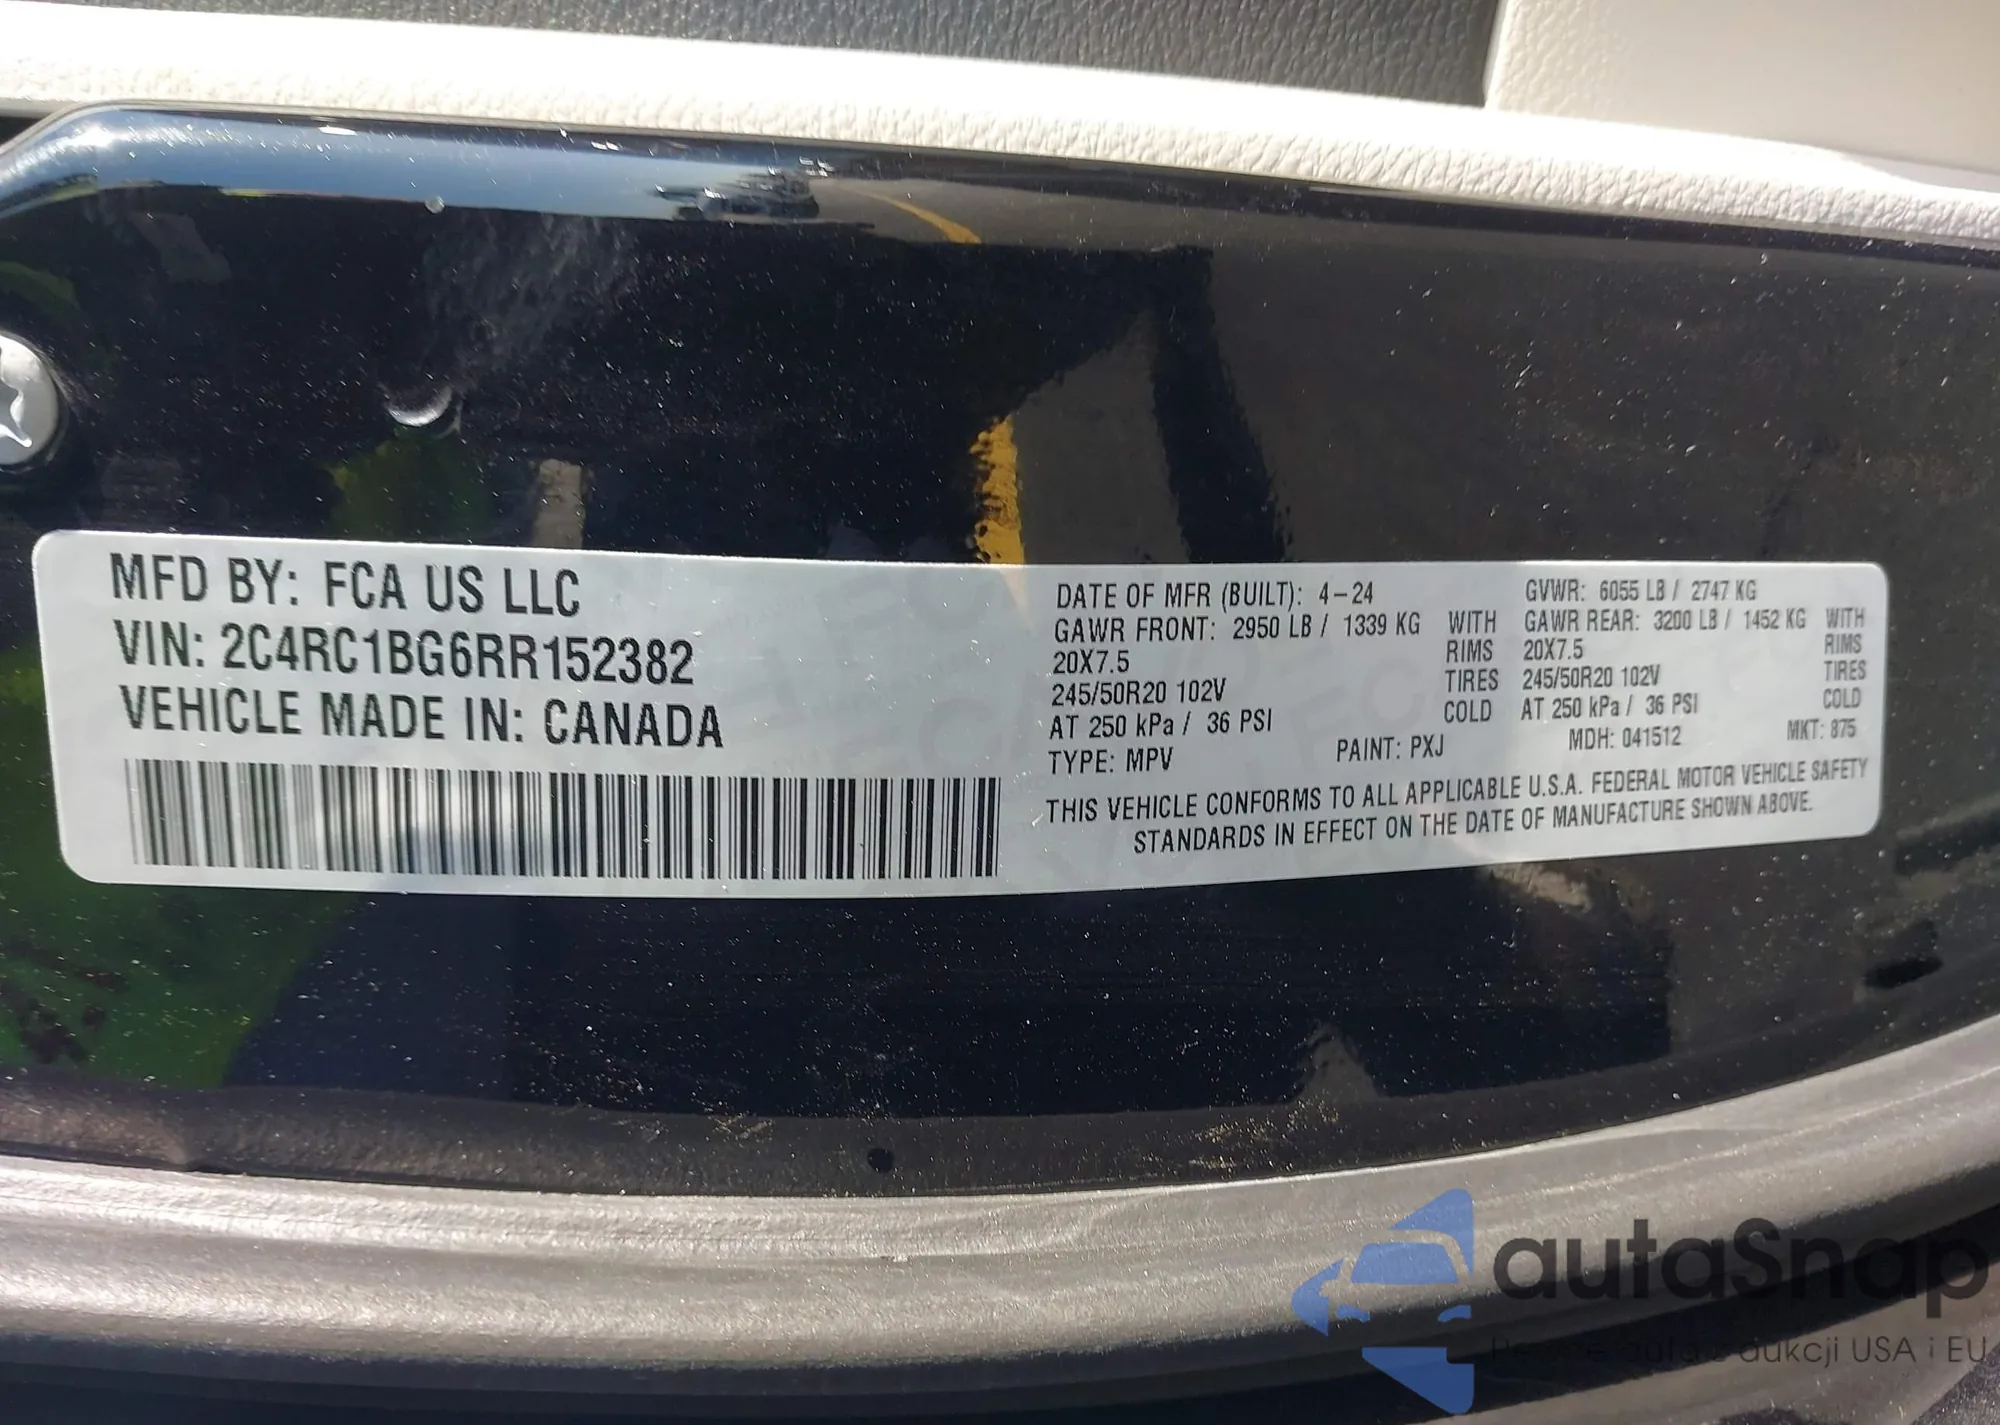 MFD BY: FCA US LLC
VIN: 2C4RC1BG6RR152382
VEHICLE MADE IN: CANADA
DATE OF MFR (BUILT): 4-24 GVWR: 6055 LB / 2747 KG
GAWR FRONT: 2950 LB / 1339 KG WITH GAWR REAR: 3200 LB / 1452 KG WITH
20X7.5 RIMS 20X7.5 RIMS
245/50R20 102V TIRES 245/50R20 102V TIRES
AT 250 kPa / 36 PSI COLD AT 250 kPa / 36 PSI COLD
TYPE: MPV PAINT: PXJ MDH: 041512 MKT: 875
THIS VEHICLE CONFORMS TO ALL APPLICABLE U.S.A. FEDERAL MOTOR VEHICLE SAFETY
STANDARDS IN EFFECT ON THE DATE OF MANUFACTURE SHOWN ABOVE.
autaSnap
auta z aukcji USA i EU